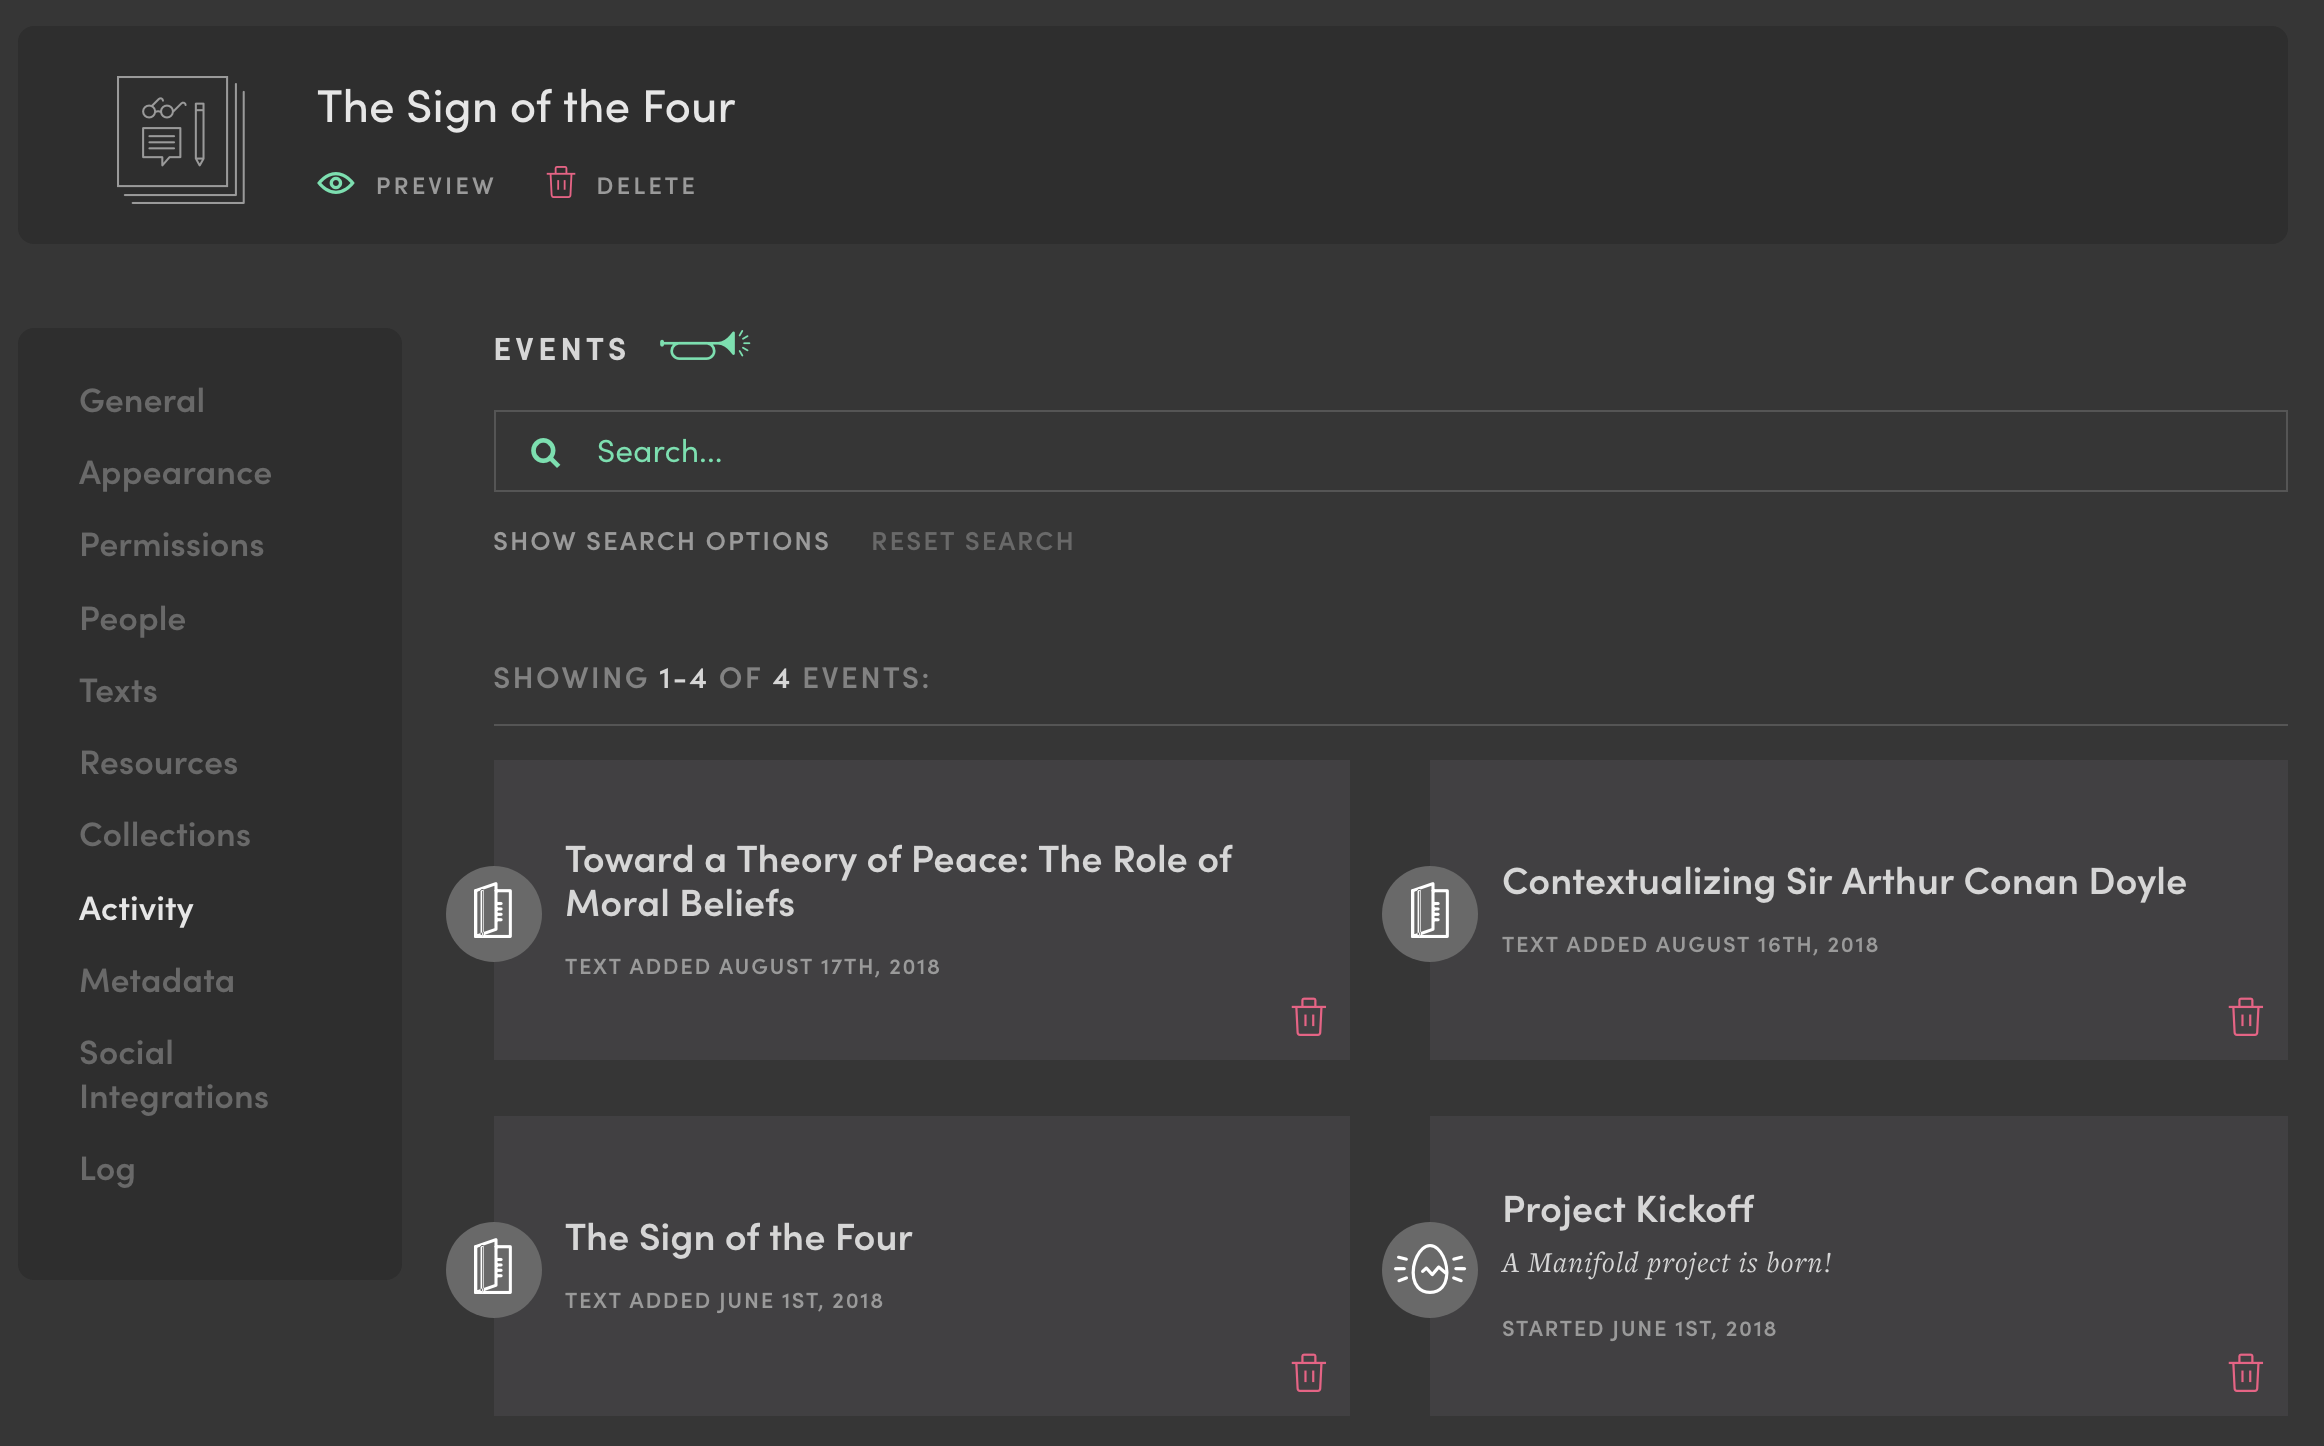 The Sign of the Four
PREVIEW DELETE
General
Appearance
Permissions
People
Texts
Resources
Collections
Activity
Metadata
Social
Integrations
Log
EVENTS
Search...
SHOW SEARCH OPTIONS RESET SEARCH
SHOWING 1-4 OF 4 EVENTS:
Toward a Theory of Peace: The Role of
Moral Beliefs
TEXT ADDED AUGUST 17TH, 2018
Contextualizing Sir Arthur Conan Doyle
TEXT ADDED AUGUST 16TH, 2018
The Sign of the Four
TEXT ADDED JUNE 1ST, 2018
Project Kickoff
A Manifold project is born!
STARTED JUNE 1ST, 2018